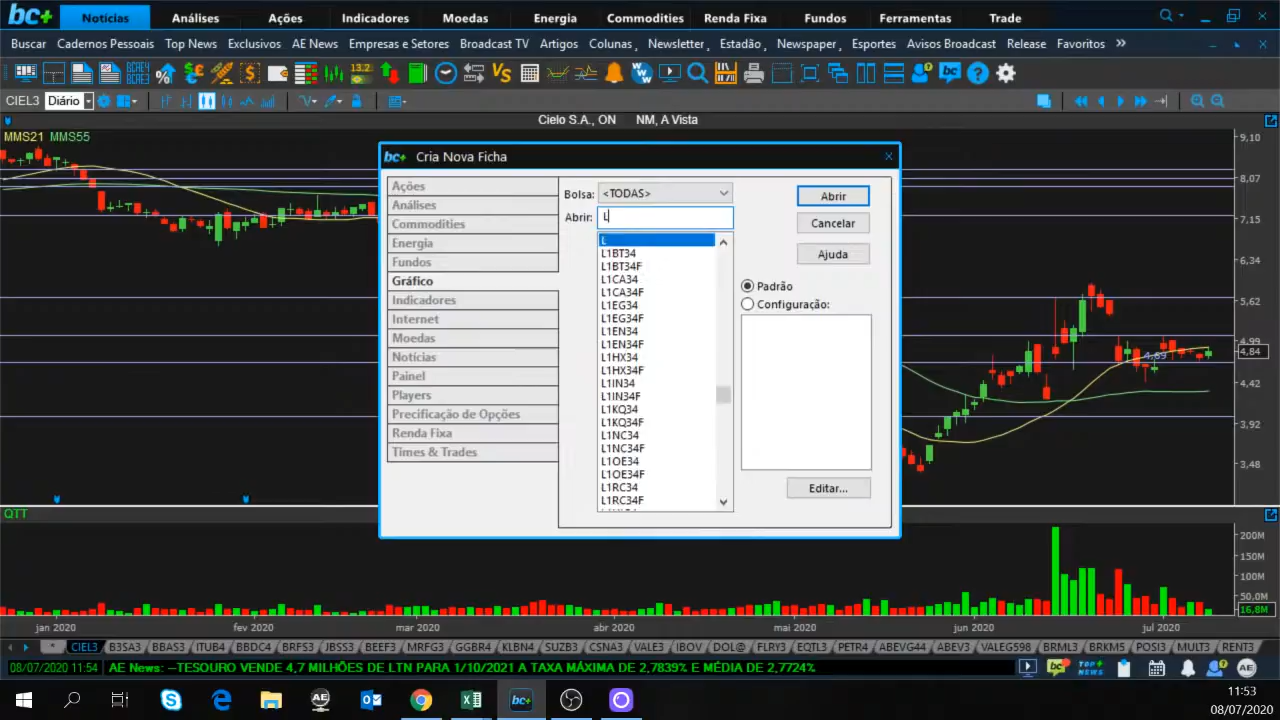 bc+ Notícias Análises Ações Indicadores Moedas Energia Commodities Renda Fixa Fundos Ferramentas Trade
Buscar Cadernos Pessoais Top News Exclusivos AE News Empresas e Setores Broadcast TV Artigos Colunas Newsletter Estadão Newspaper Esportes Avisos Broadcast Release Favoritos »
CIEL3 Diário
Cielo S.A., ON NM, A Vista
MMS21 MMS55
bc+ Cria Nova Ficha
Ações
Análises
Commodities
Energia
Fundos
Gráfico
Indicadores
Internet
Moedas
Notícias
Painel
Players
Precificação de Opções
Renda Fixa
Times & Trades
Bolsa: <TODAS>
Abrir: L
L
L1BT34
L1BT34F
L1CA34
L1CA34F
L1EG34
L1EG34F
L1EN34
L1EN34F
L1HX34
L1HX34F
L1IN34
L1IN34F
L1KQ34
L1KQ34F
L1NC34
L1NC34F
L1OE34
L1OE34F
L1RC34
L1RC34F
Abrir
Cancelar
Ajuda
Padrão
Configuração:
Editar...
4,69
9,10
8,07
7,15
6,34
5,62
4,99
4,84
4,42
3,92
3,48
QTT
200M
150M
100M
50,0M
16,8M
jan 2020 fev 2020 mar 2020 abr 2020 mai 2020 jun 2020 jul 2020
* CIEL3 B3SA3 BBAS3 ITUB4 BBDC4 BRFS3 JBSS3 BEEF3 MRFG3 GGBR4 KLBN4 SUZB3 CSNA3 VALE3 IBOV DOL@ FLRY3 EQTL3 PETR4 ABEVG44 ABEV3 VALEG598 BRML3 BRKM5 POSI3 MULT3 RENT3
08/07/2020 11:54 AE News: --TESOURO VENDE 4,7 MILHÕES DE LTN PARA 1/10/2021 A TAXA MÁXIMA DE 2,7839% E MÉDIA DE 2,7724%
bc+ TOP+ NEWS AE
AE bc+
11:53
08/07/2020